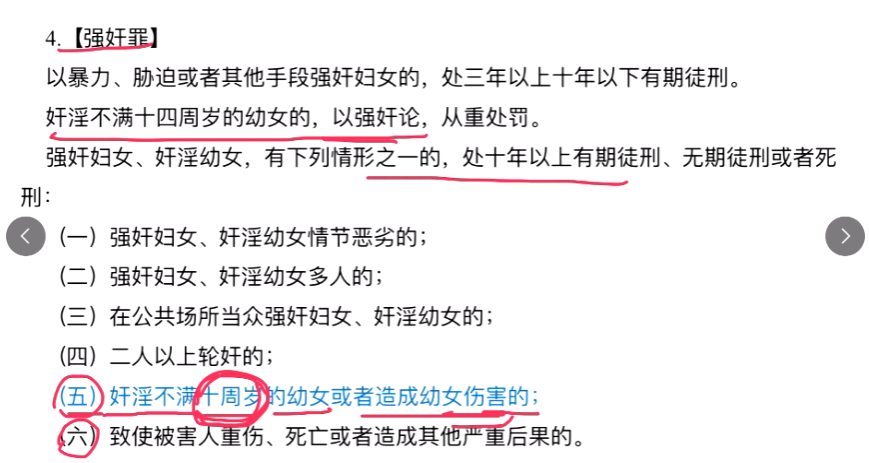 4.【强奸罪】
以暴力、胁迫或者其他手段强奸妇女的，处三年以上十年以下有期徒刑。
奸淫不满十四周岁的幼女的，以强奸论，从重处罚。
强奸妇女、奸淫幼女，有下列情形之一的，处十年以上有期徒刑、无期徒刑或者死
刑：
（一）强奸妇女、奸淫幼女情节恶劣的；
（二）强奸妇女、奸淫幼女多人的；
（三）在公共场所当众强奸妇女、奸淫幼女的；
（四）二人以上轮奸的；
（五）奸淫不满十周岁的幼女或者造成幼女伤害的；
（六）致使被害人重伤、死亡或者造成其他严重后果的。